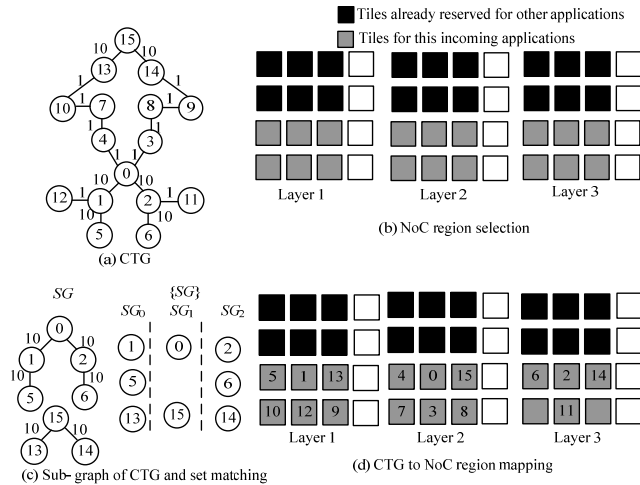 15
10
10
13
14
1
1
10
1
7
8
1
9
1
4
3
1
1
0
1
10
10
12
1
1
2
1
11
10
10
5
6
(a) CTG
Tiles already reserved for other applications
Tiles for this incoming applications
Layer 1
Layer 2
Layer 3
(b) NoC region selection
SG
{SG}
SG0
SG1
SG2
0
10
10
1
2
10
10
5
6
15
10
10
13
14
1
0
2
5
6
13
15
14
(c) Sub-graph of CTG and set matching
5 1 13
4 0 15
6 2 14
10 12 9
7 3 8
11
Layer 1
Layer 2
Layer 3
(d) CTG to NoC region mapping